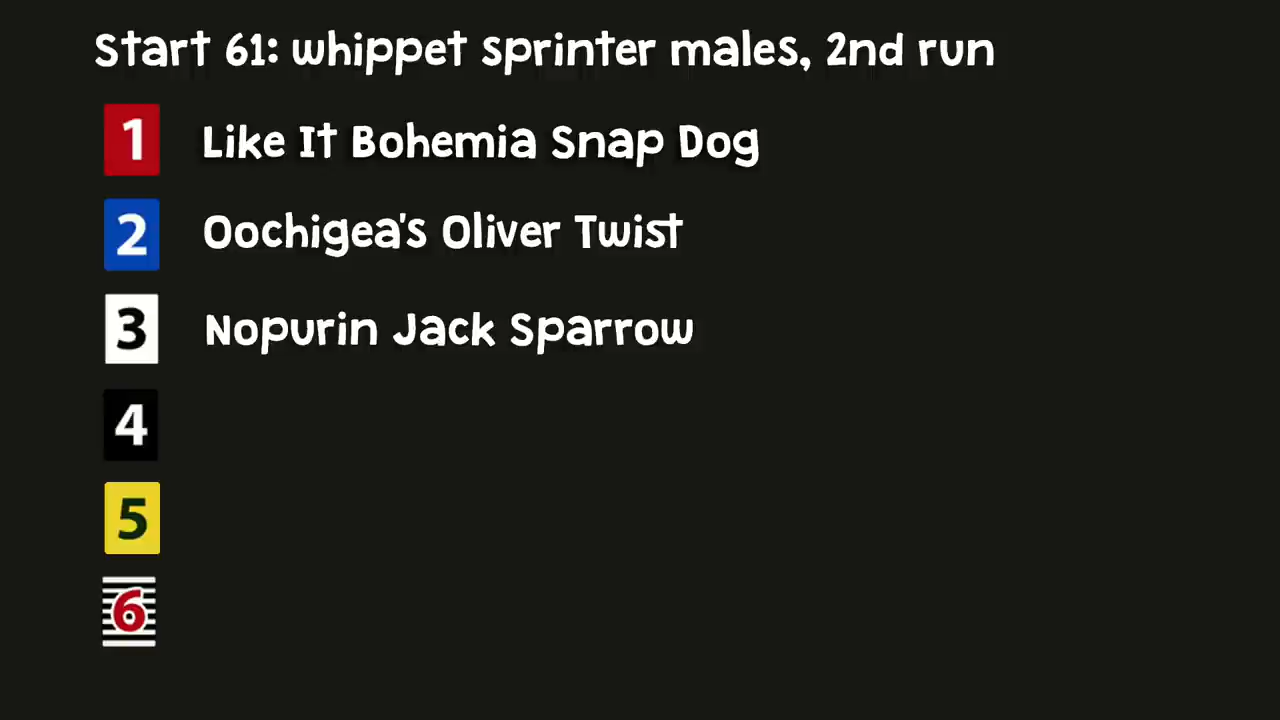 Start 61: whippet sprinter males, 2nd run
1 Like It Bohemia Snap Dog
2 Oochigea's Oliver Twist
3 Nopurin Jack Sparrow
4
5
6